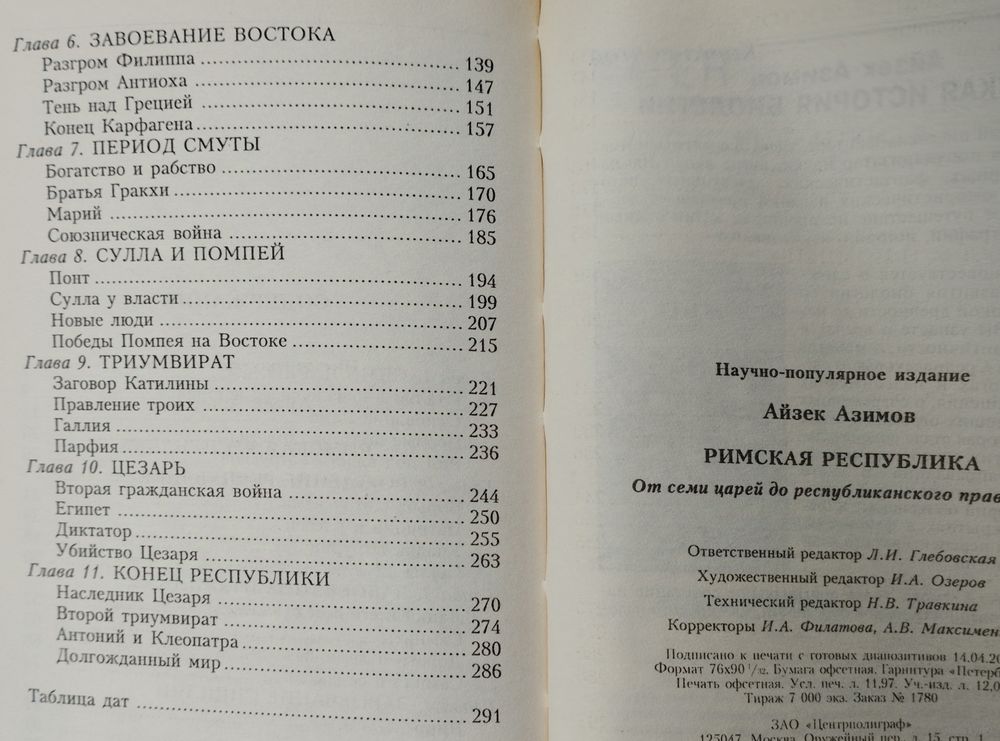 Глава 6. ЗАВОЕВАНИЕ ВОСТОКА
Разгром Филиппа ..... 139
Разгром Антиоха ..... 147
Тень над Грецией ..... 151
Конец Карфагена ..... 157
Глава 7. ПЕРИОД СМУТЫ
Богатство и рабство ..... 165
Братья Гракхи ..... 170
Марий ..... 176
Союзническая война ..... 185
Глава 8. СУЛЛА И ПОМПЕЙ
Понт ..... 194
Сулла у власти ..... 199
Новые люди ..... 207
Победы Помпея на Востоке ..... 215
Глава 9. ТРИУМВИРАТ
Заговор Катилины ..... 221
Правление троих ..... 227
Галлия ..... 233
Парфия ..... 236
Глава 10. ЦЕЗАРЬ
Вторая гражданская война ..... 244
Египет ..... 250
Диктатор ..... 255
Убийство Цезаря ..... 263
Глава 11. КОНЕЦ РЕСПУБЛИКИ
Наследник Цезаря ..... 270
Второй триумвират ..... 274
Антоний и Клеопатра ..... 280
Долгожданный мир ..... 286
Таблица дат ..... 291
Научно-популярное издание
Айзек Азимов
РИМСКАЯ РЕСПУБЛИКА
От семи царей до республиканского прав
Ответственный редактор Л.И. Глебовская
Художественный редактор И.А. Озеров
Технический редактор Н.В. Травкина
Корректоры И.А. Филатова, А.В. Максимен
Подписано к печати с готовых диапозитивов 14.04.20
Формат 76х90 1/32. Бумага офсетная. Гарнитура «Петерб
Печать офсетная. Усл. печ. л. 11,97. Уч.-изд. л. 12,0
Тираж 7 000 экз. Заказ № 1780
ЗАО «Центрполиграф»
125047, Москва, Оружейный пер., д. 15, стр. 1,